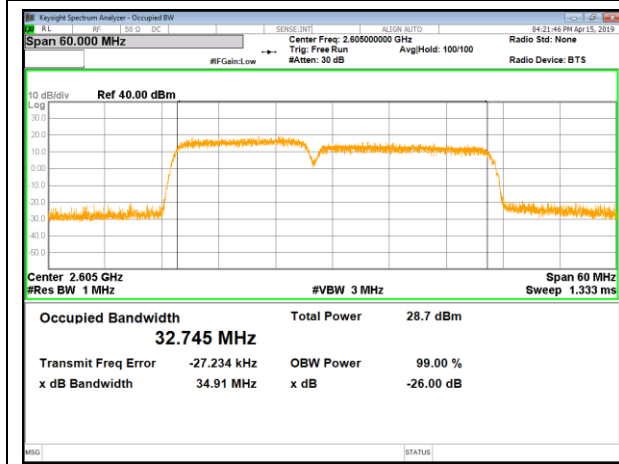 Keysight Spectrum Analyzer - Occupied BW
RL RF 50 Ω DC SENSE:INT ALIGN AUTO 04:21:46 PM Apr 15, 2019
Span 60.000 MHz Center Freq: 2.605000000 GHz Radio Std: None
Trig: Free Run Avg|Hold: 100/100
#IFGain:Low #Atten: 30 dB Radio Device: BTS
10 dB/div Ref 40.00 dBm
Log
30.0
20.0
10.0
0.00
-10.0
-20.0
-30.0
-40.0
-50.0
Center 2.605 GHz Span 60 MHz
#Res BW 1 MHz #VBW 3 MHz Sweep 1.333 ms
Occupied Bandwidth Total Power 28.7 dBm
32.745 MHz
Transmit Freq Error -27.234 kHz OBW Power 99.00 %
x dB Bandwidth 34.91 MHz x dB -26.00 dB
MSG STATUS